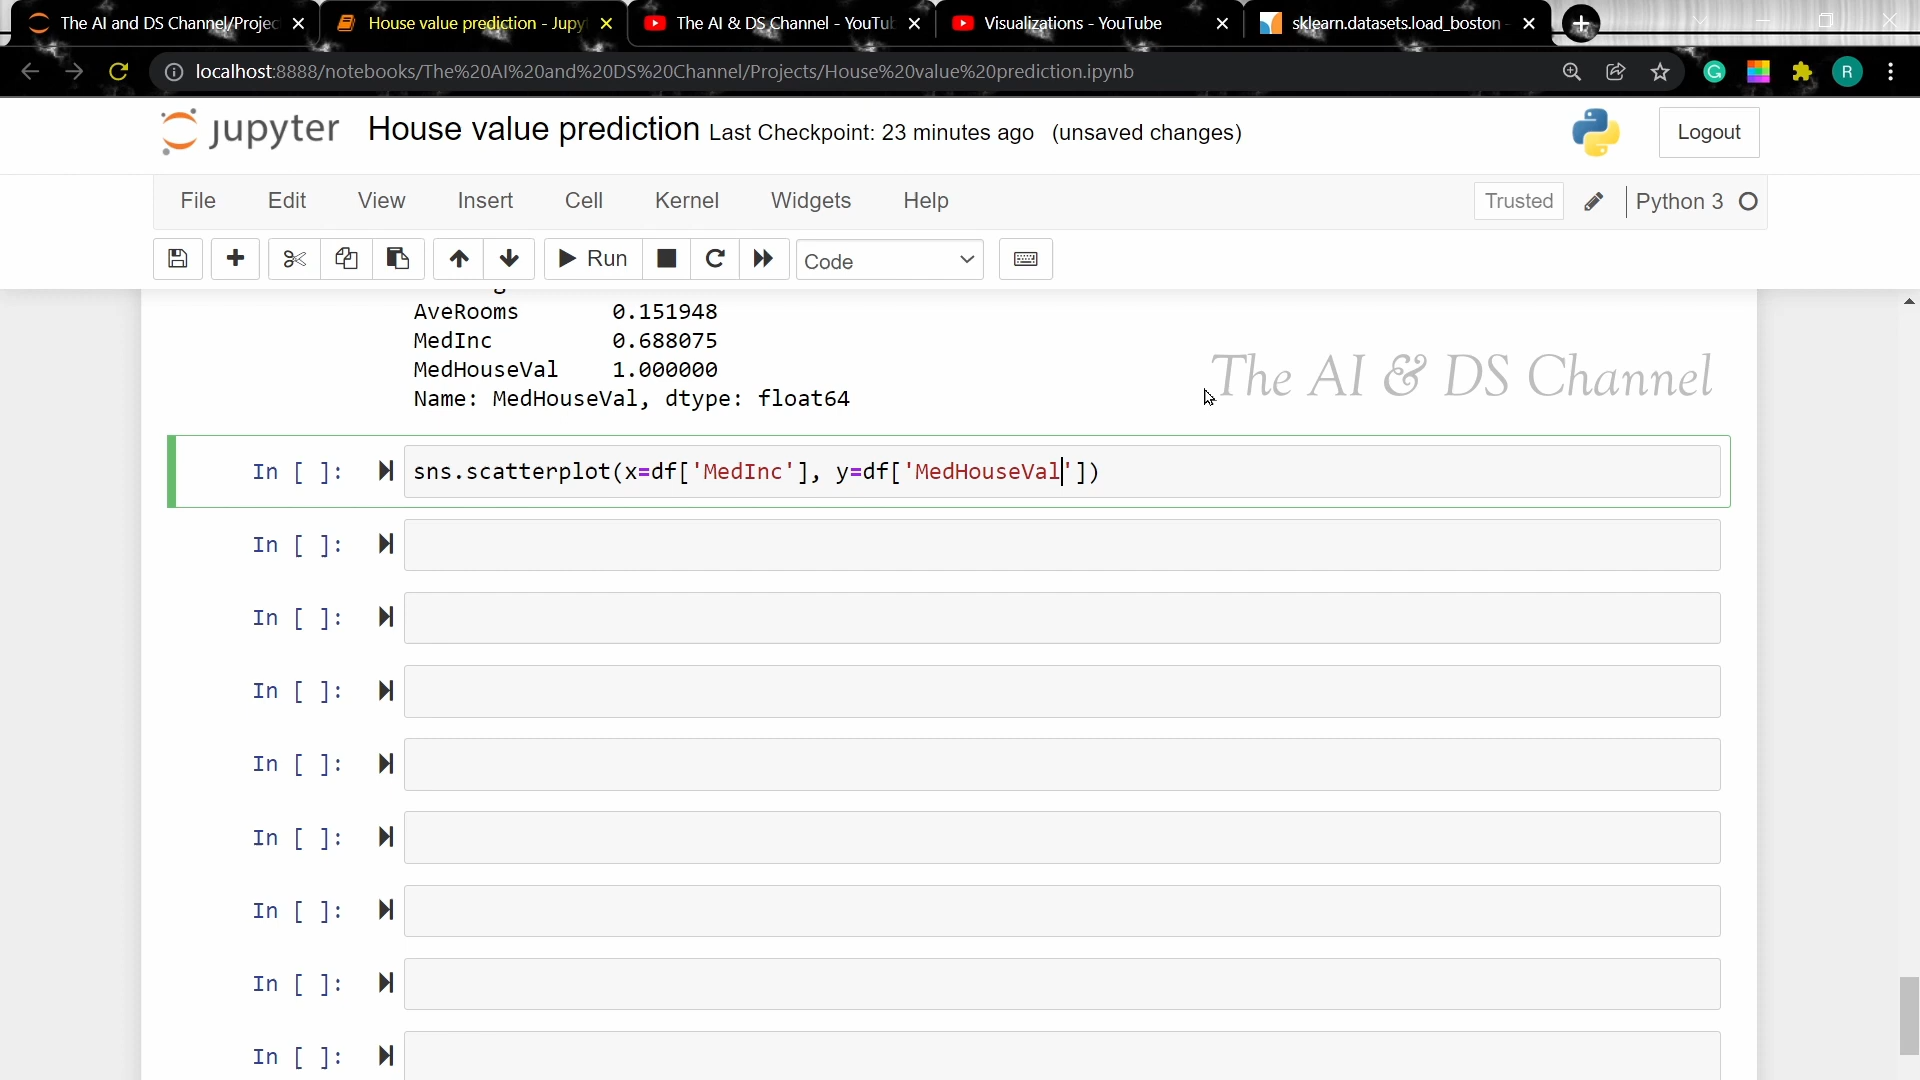 The AI and DS Channel/Projec
House value prediction - Jupy
The AI & DS Channel - YouTu
Visualizations - YouTube
sklearn.datasets.load_boston
localhost:8888/notebooks/The%20AI%20and%20DS%20Channel/Projects/House%20value%20prediction.ipynb
G
R
jupyter House value prediction Last Checkpoint: 23 minutes ago (unsaved changes)
Logout
File Edit View Insert Cell Kernel Widgets Help
Trusted Python 3
Run Code
AveRooms 0.151948
MedInc 0.688075
MedHouseVal 1.000000
Name: MedHouseVal, dtype: float64
The AI & DS Channel
In [ ]: sns.scatterplot(x=df['MedInc'], y=df['MedHouseVal'])
In [ ]:
In [ ]:
In [ ]:
In [ ]:
In [ ]:
In [ ]:
In [ ]:
In [ ]: